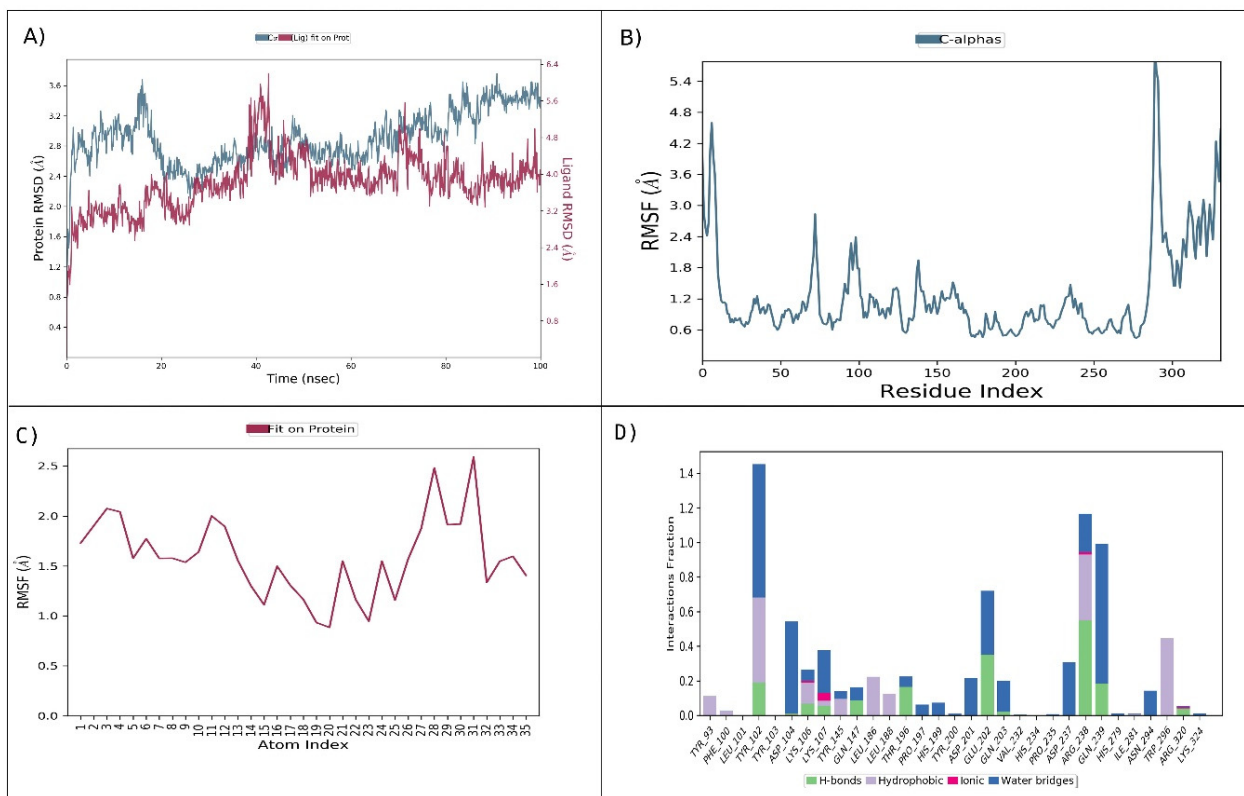 A)
Cα (Lig) fit on Prot
Protein RMSD (Å)
3.6
3.2
2.8
2.4
2.0
1.6
1.2
0.8
0.4
6.4
5.6
4.8
4.0
3.2
2.4
1.6
0.8
Ligand RMSD (Å)
0 20 40 60 80 100
Time (nsec)
B)
C-alphas
RMSF (Å)
5.4
4.8
4.2
3.6
3.0
2.4
1.8
1.2
0.6
0 50 100 150 200 250 300
Residue Index
C)
Fit on Protein
RMSF (Å)
2.5
2.0
1.5
1.0
0.5
0.0
1 2 3 4 5 6 7 8 9 10 11 12 13 14 15 16 17 18 19 20 21 22 23 24 25 26 27 28 29 30 31 32 33 34 35
Atom Index
D)
Interactions Fraction
1.4
1.2
1.0
0.8
0.6
0.4
0.2
0.0
TYR_93 PHE_100 LEU_101 TYR_102 TYR_103 ASP_104 LYS_106 LYS_107 TYR_145 GLN_147 LEU_186 LEU_188 THR_196 PRO_197 HIS_199 TYR_200 ASP_201 GLU_202 GLN_203 VAL_232 HIS_234 PRO_235 ASP_237 ARG_238 GLN_239 HIS_279 ILE_281 ASN_294 TRP_296 ARG_320 LYS_324
H-bonds Hydrophobic Ionic Water bridges